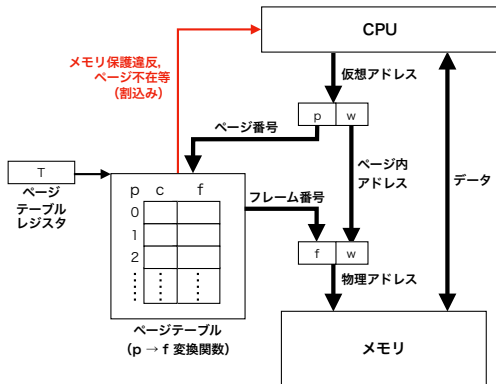 CPU
メモリ保護違反,
ページ不在等
（割込み）
仮想アドレス
p w
ページ番号
T
ページ
テーブル
レジスタ
ページ内
アドレス
データ
p c f
フレーム番号
0
1
2
f w
物理アドレス
ページテーブル
（p → f 変換関数）
メモリ